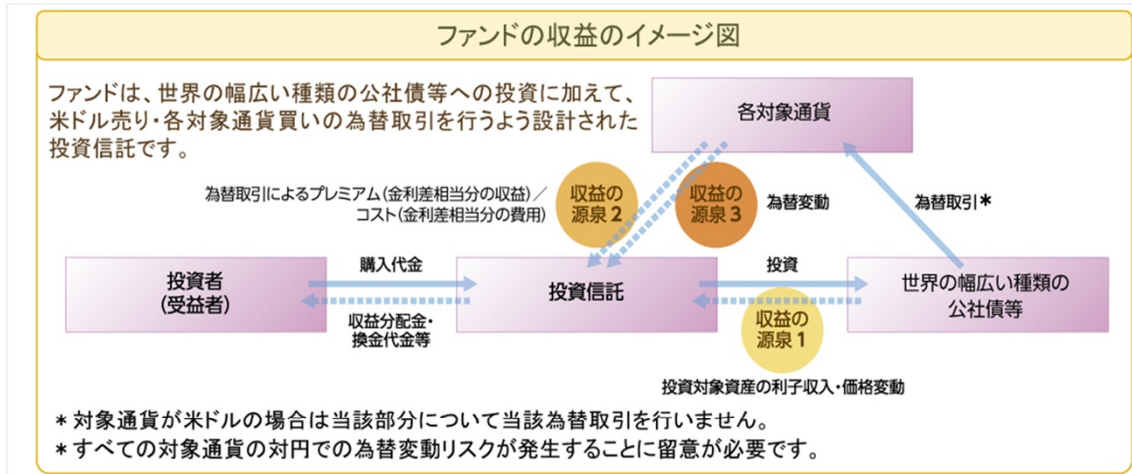 ファンドの収益のイメージ図
ファンドは、世界の幅広い種類の公社債等への投資に加えて、
米ドル売り・各対象通貨買いの為替取引を行うよう設計された
投資信託です。
各対象通貨
為替取引によるプレミアム(金利差相当分の収益)/
コスト(金利差相当分の費用)
収益の
源泉2
収益の
源泉3
為替変動
為替取引*
投資者
(受益者)
購入代金
収益分配金・
換金代金等
投資信託
投資
収益の
源泉1
投資対象資産の利子収入・価格変動
世界の幅広い種類の
公社債等
*対象通貨が米ドルの場合は当該部分について当該為替取引を行いません。
*すべての対象通貨の対円での為替変動リスクが発生することに留意が必要です。